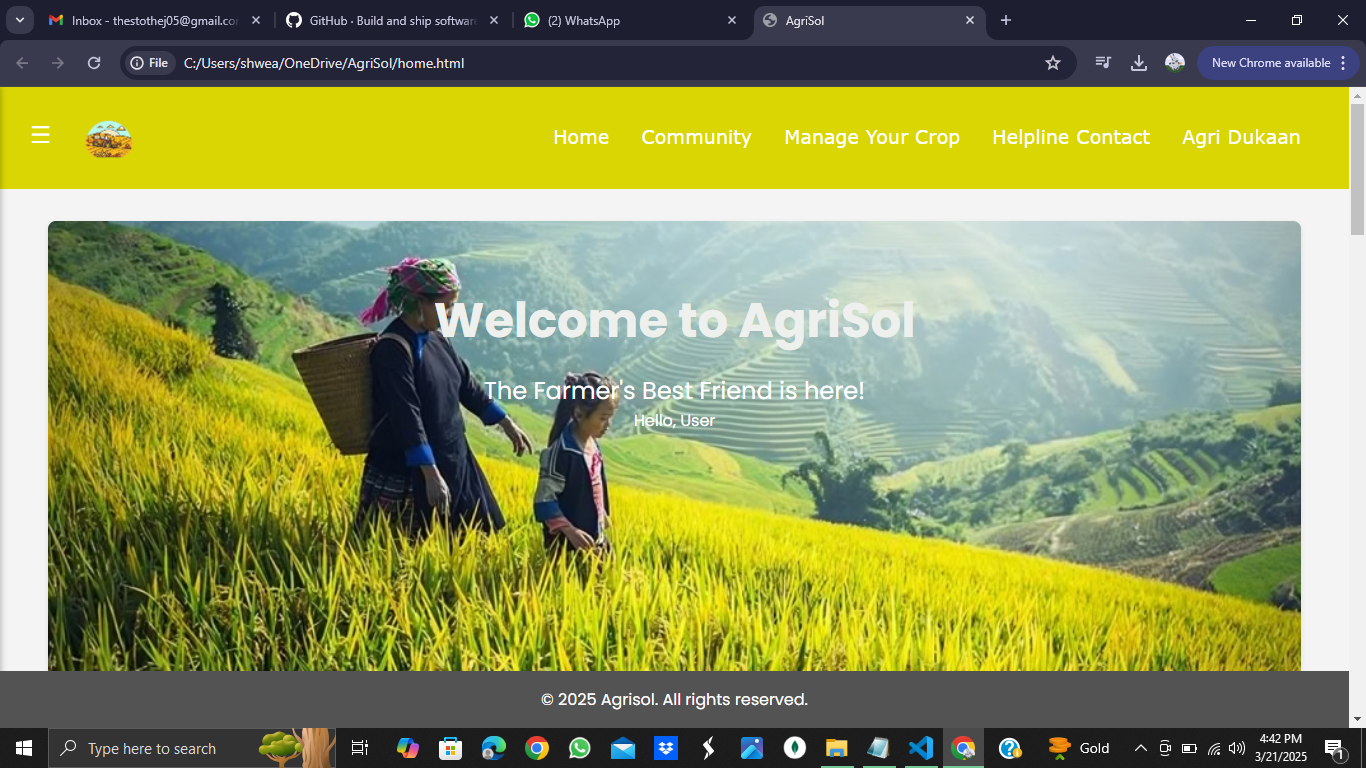 Inbox - thestothej05@gmail.co
GitHub · Build and ship software
(2) WhatsApp
AgriSol
File
C:/Users/shwea/OneDrive/AgriSol/home.html
New Chrome available
Home
Community
Manage Your Crop
Helpline Contact
Agri Dukaan
Welcome to AgriSol
The Farmer's Best Friend is here!
Hello, User
© 2025 Agrisol. All rights reserved.
Type here to search
Gold
4:42 PM
3/21/2025
1